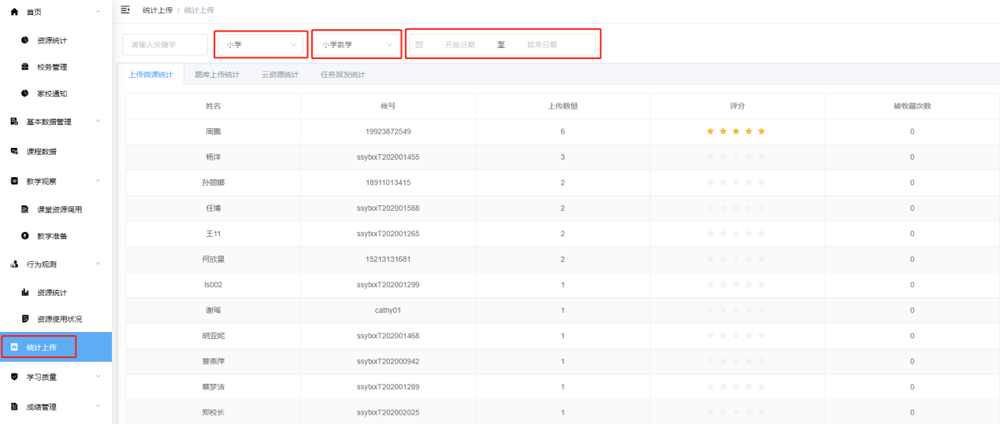 首页
资源统计
校务管理
家校通知
基本数据管理
课程数据
教学观察
课堂资源调用
教学准备
行为观测
资源统计
资源使用状况
统计上传
学习质量
成绩管理
统计上传 / 统计上传
请输入关键字 小学 小学数学 开始日期 至 结束日期
上传微课统计 题库上传统计 云资源统计 任务派发统计
姓名 帐号 上传数量 评分 被收藏次数
周鹏 19923872549 6 0
杨洋 ssytxxT202001455 3 0
孙丽娜 18911013415 2 0
任博 ssytxxT202001588 2 0
王11 ssytxxT202001265 2 0
何欣星 15213131681 2 0
ls002 ssytxxT202001299 1 0
谢瑶 cathy01 1 0
胡亚妮 ssytxxT202001468 1 0
曾燕萍 ssytxxT202000942 1 0
蔡梦洁 ssytxxT202001289 1 0
郑校长 ssytxxT202002025 1 0